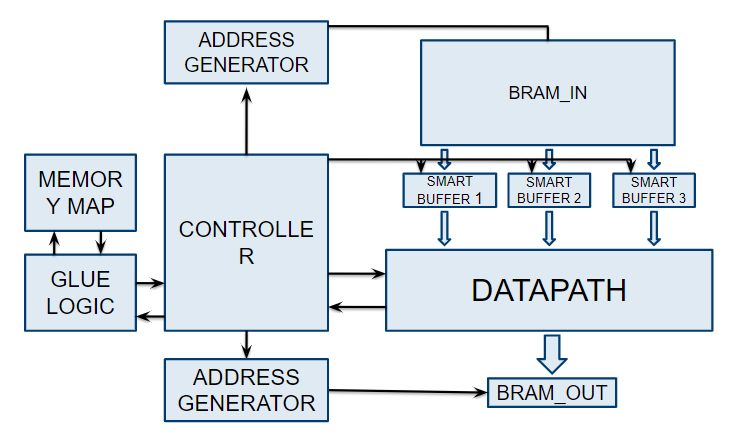 ADDRESS
GENERATOR
BRAM_IN
MEMOR
Y MAP
CONTROLLE
R
SMART
BUFFER 1
SMART
BUFFER 2
SMART
BUFFER 3
GLUE
LOGIC
DATAPATH
ADDRESS
GENERATOR
BRAM_OUT